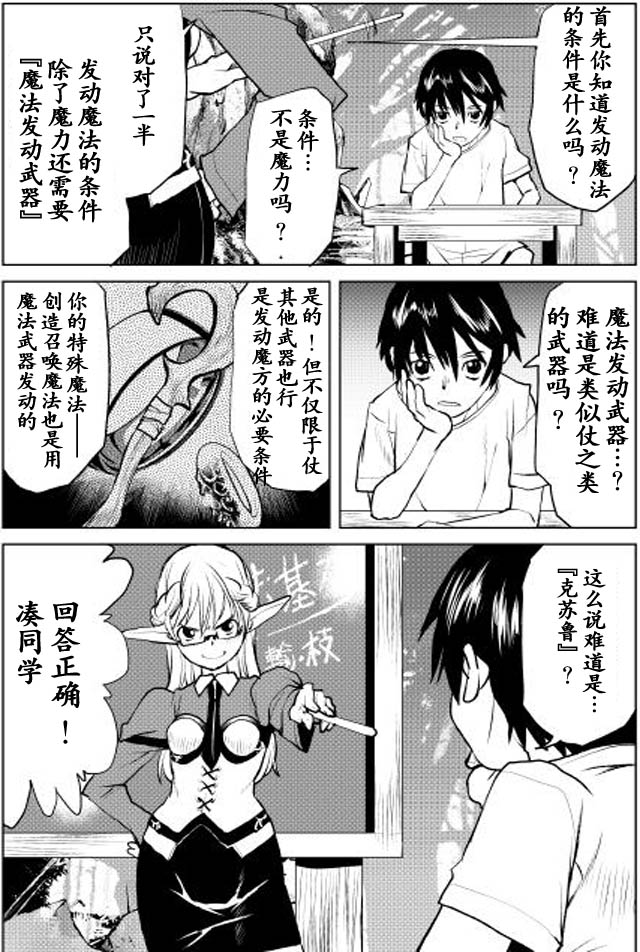 首先你知道发动魔法
的条件是什么吗？
条件…
不是魔力吗？
只说对了一半
发动魔法的条件
除了魔力还需要
『魔法发动武器』
魔法发动武器…？
难道是类似仗之类
的武器吗？
是的！但不仅限于仗
其他武器也行
是发动魔方的必要条件
你的特殊魔法——
创造召唤魔法也是用
魔法武器发动的
这么说难道是…
『克苏鲁』？
基
输
枝
回答正确！
凑同学